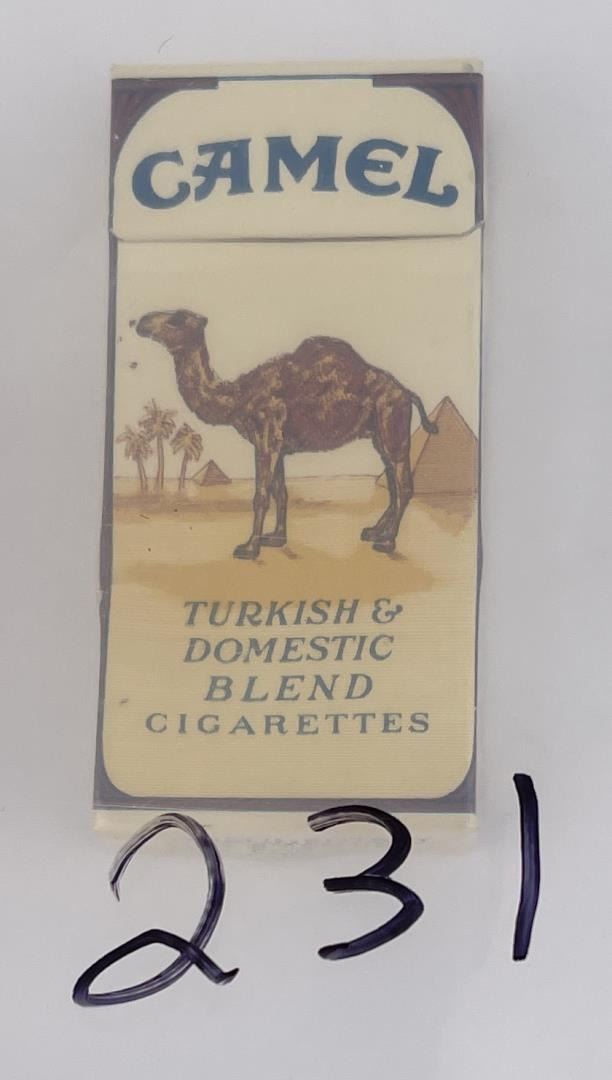 CAMEL
TURKISH &
DOMESTIC
BLEND
CIGARETTES
231